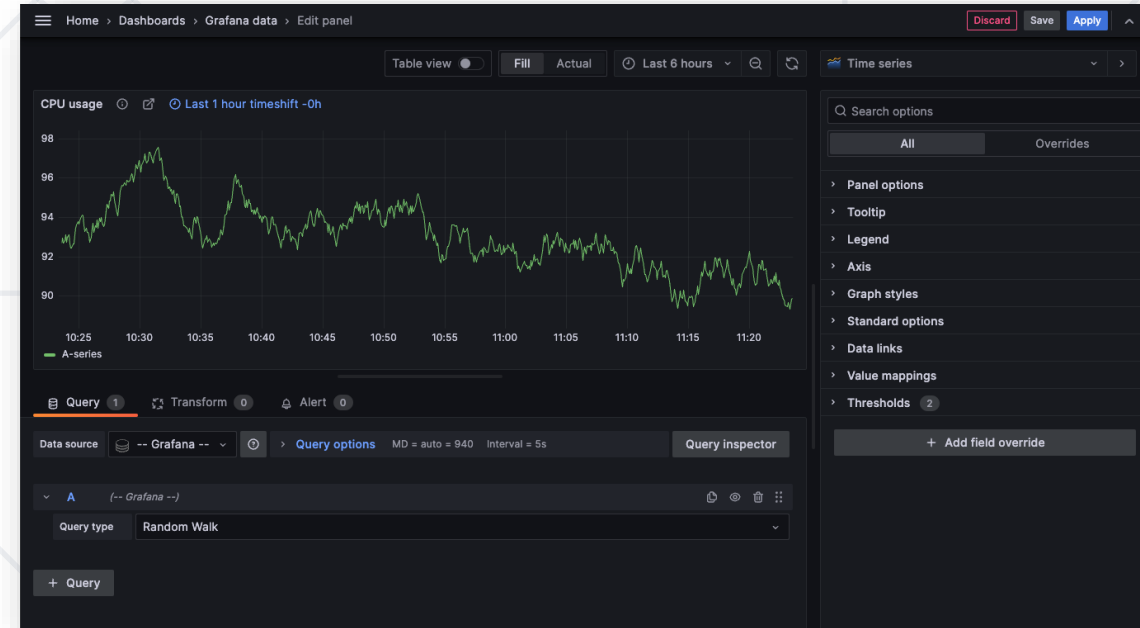 Home › Dashboards › Grafana data › Edit panel
Discard Save Apply
Table view Fill Actual Last 6 hours
Time series
CPU usage Last 1 hour timeshift -0h
98
96
94
92
90
10:25 10:30 10:35 10:40 10:45 10:50 10:55 11:00 11:05 11:10 11:15 11:20
A-series
Query 1 Transform 0 Alert 0
Data source -- Grafana -- Query options MD = auto = 940 Interval = 5s Query inspector
A (-- Grafana --)
Query type Random Walk
+ Query
Search options
All Overrides
Panel options
Tooltip
Legend
Axis
Graph styles
Standard options
Data links
Value mappings
Thresholds 2
+ Add field override